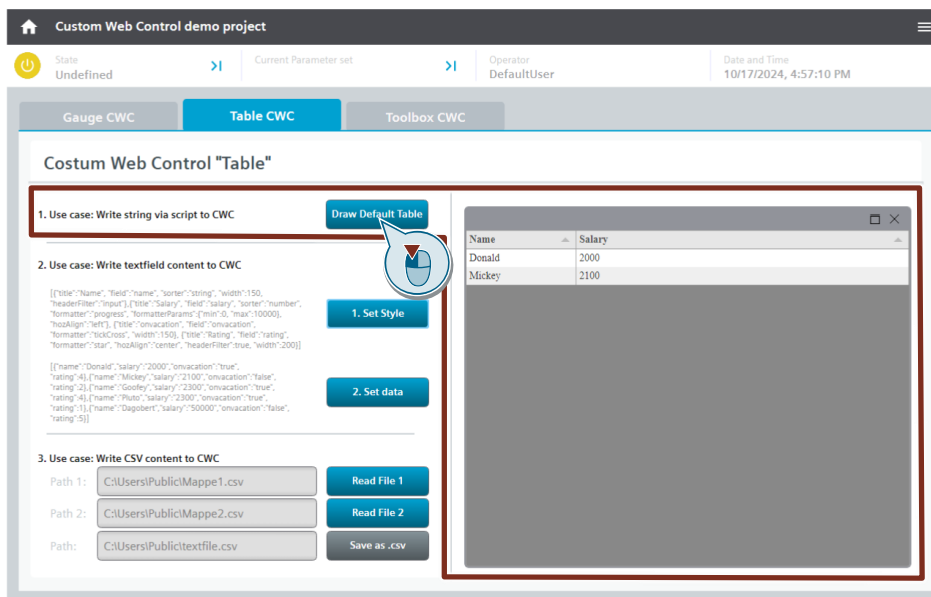 Custom Web Control demo project
State
Undefined
Current Parameter set
Operator
DefaultUser
Date and Time
10/17/2024, 4:57:10 PM
Gauge CWC
Table CWC
Toolbox CWC
Costum Web Control "Table"
1. Use case: Write string via script to CWC
Draw Default Table
Name
Salary
Donald
2000
Mickey
2100
2. Use case: Write textfield content to CWC
[{"title":"Name", "field":"name", "sorter":"string", "width":150,
"headerFilter":"input"},{"title":"Salary", "field":"salary", "sorter":"number",
"formatter":"progress", "formatterParams":{"min":0, "max":10000},
"hozAlign":"left"}, {"title":"onvacation", "field":"onvacation",
"formatter":"tickCross", "width":150}, {"title":"Rating", "field":"rating",
"formatter":"star", "hozAlign":"center", "headerFilter":true, "width":200}]
1. Set Style
[{"name":"Donald","salary":"2000","onvacation":"true",
"rating":4},{"name":"Mickey","salary":"2100","onvacation":"false",
"rating":2},{"name":"Goofey","salary":"2300","onvacation":"true",
"rating":4},{"name":"Pluto","salary":"2300","onvacation":"true",
"rating":1},{"name":"Dagobert","salary":"50000","onvacation":"false",
"rating":5}]
2. Set data
3. Use case: Write CSV content to CWC
Path 1:
C:\Users\Public\Mappe1.csv
Read File 1
Path 2:
C:\Users\Public\Mappe2.csv
Read File 2
Path:
C:\Users\Public\textfile.csv
Save as .csv